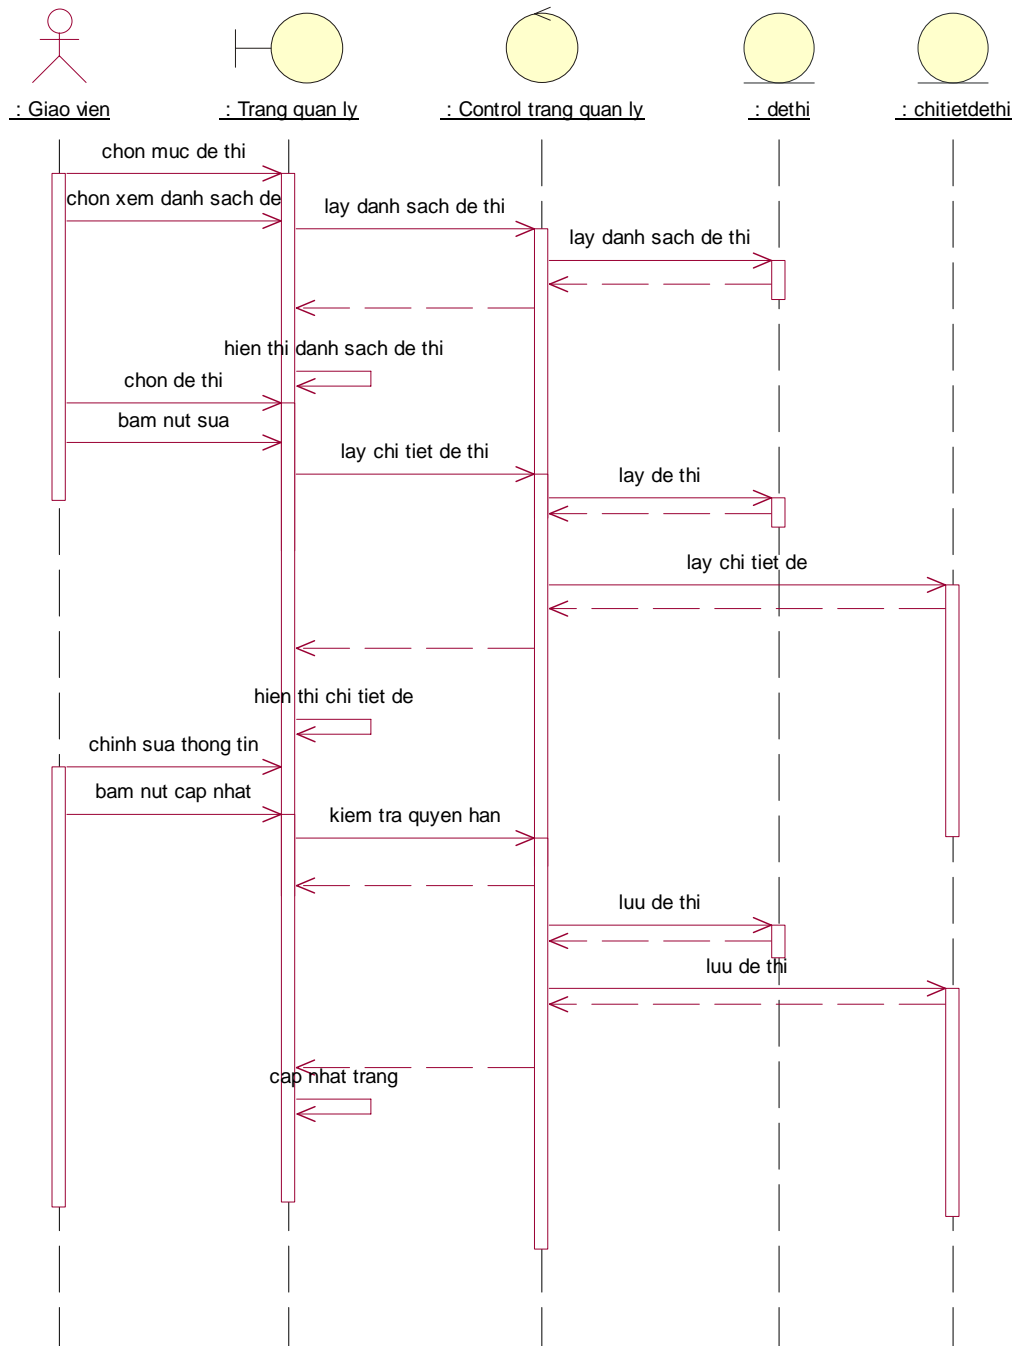 : Giao vien
: Trang quan ly
: Control trang quan ly
: dethi
: chitietdethi
chon muc de thi
chon xem danh sach de
lay danh sach de thi
lay danh sach de thi
hien thi danh sach de thi
chon de thi
bam nut sua
lay chi tiet de thi
lay de thi
lay chi tiet de
hien thi chi tiet de
chinh sua thong tin
bam nut cap nhat
kiem tra quyen han
luu de thi
luu de thi
cap nhat trang